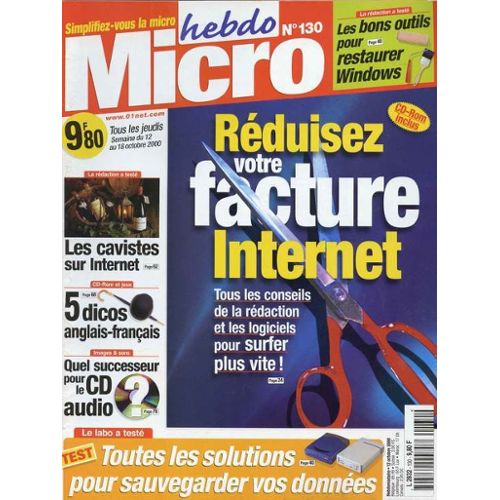 Simplifiez-vous la micro
hebdo
N°130
Micro
www.01net.com
La rédaction a testé
Les bons outils
pour
restaurer
Windows
9F80
Tous les jeudis
Semaine du 12
au 18 octobre 2000
CD-Rom
inclus
Réduisez
votre
facture
Internet
Tous les conseils
de la rédaction
et les logiciels
pour surfer
plus vite !
La rédaction a testé
Les cavistes
sur Internet
CD-Rom et jeux
5 dicos
anglais-français
Images & sons
Quel successeur
pour le CD
audio ?
Le labo a testé
TEST
Toutes les solutions
pour sauvegarder vos données